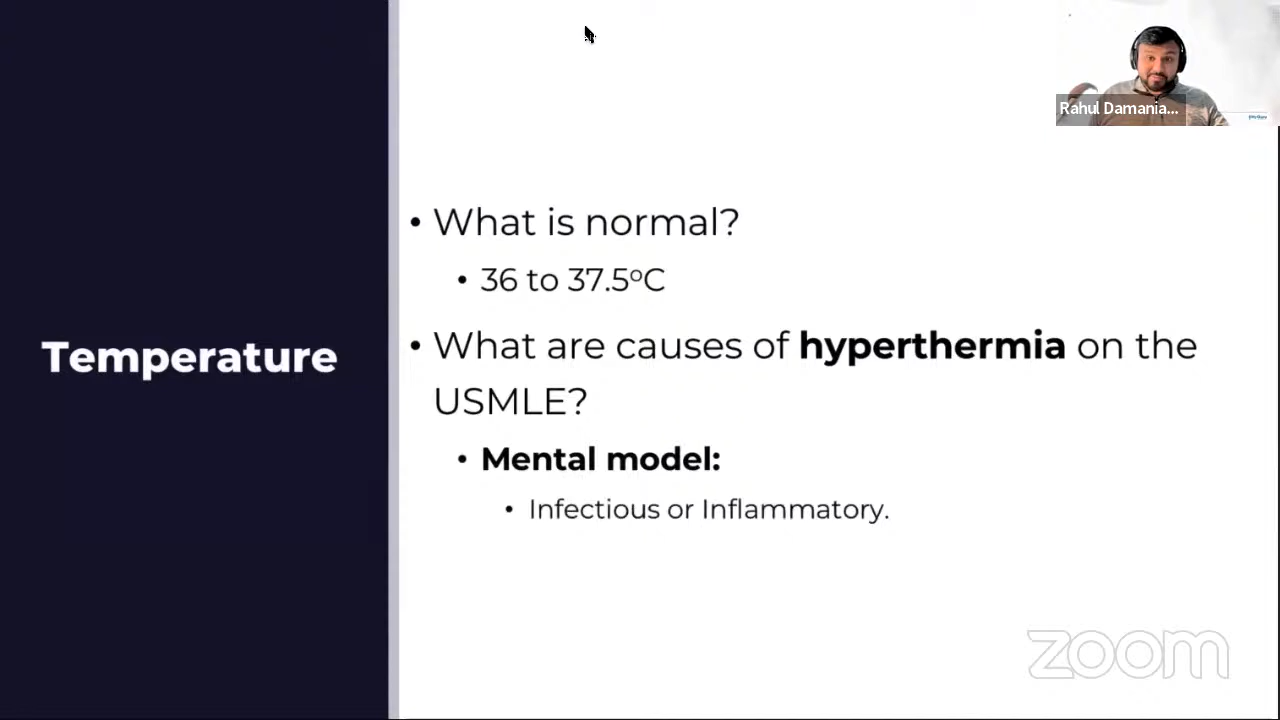 Rahul Damania...
• What is normal?
• 36 to 37.5°C
Temperature
• What are causes of hyperthermia on the
USMLE?
• Mental model:
• Infectious or Inflammatory.
zoom